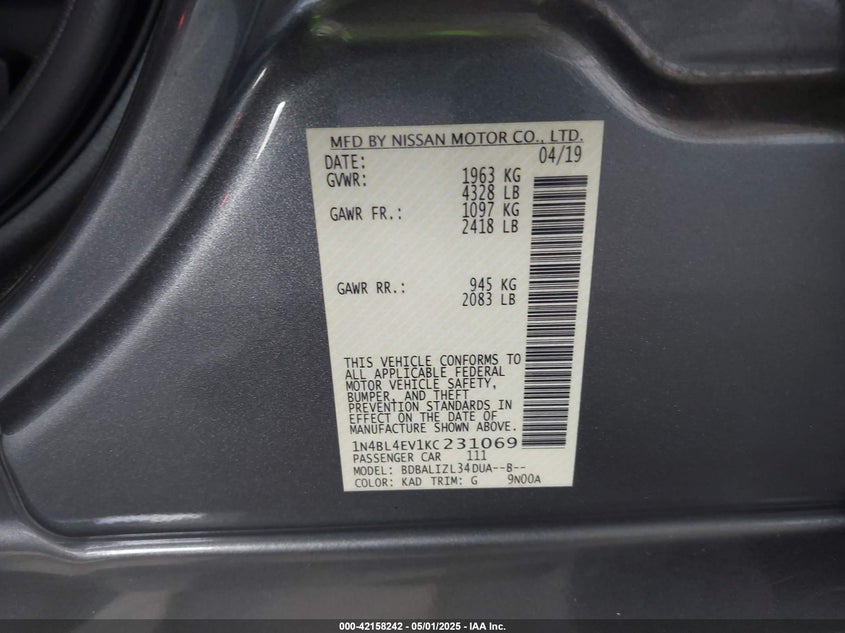 MFD BY NISSAN MOTOR CO., LTD.
DATE: 04/19
GVWR: 1963 KG
4328 LB
GAWR FR.: 1097 KG
2418 LB
GAWR RR.: 945 KG
2083 LB
THIS VEHICLE CONFORMS TO
ALL APPLICABLE FEDERAL
MOTOR VEHICLE SAFETY,
BUMPER, AND THEFT
PREVENTION STANDARDS IN
EFFECT ON THE DATE OF
MANUFACTURE SHOWN ABOVE.
1N4BL4EV1KC231069
PASSENGER CAR 111
MODEL: BDBALIZL34DUA--B--
COLOR: KAD TRIM: G 9N00A
000-42158242 - 05/01/2025 - IAA Inc.